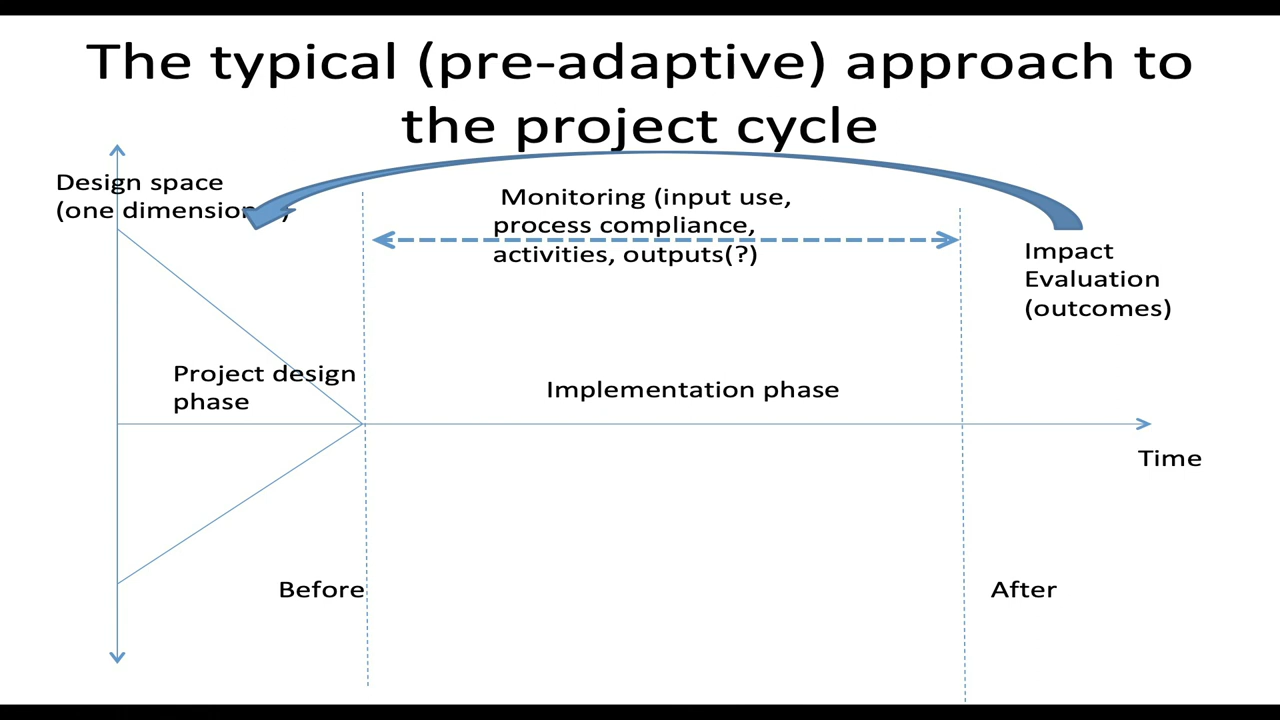 The typical (pre-adaptive) approach to
the project cycle
Design space
(one dimension
Monitoring (input use,
process compliance,
activities, outputs(?)
Impact
Evaluation
(outcomes)
Project design
phase
Implementation phase
Time
Before
After